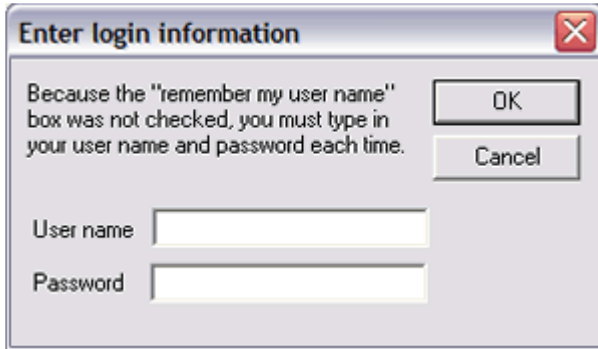 Enter login information
Because the "remember my user name"
box was not checked, you must type in
your user name and password each time.
OK
Cancel
User name
Password